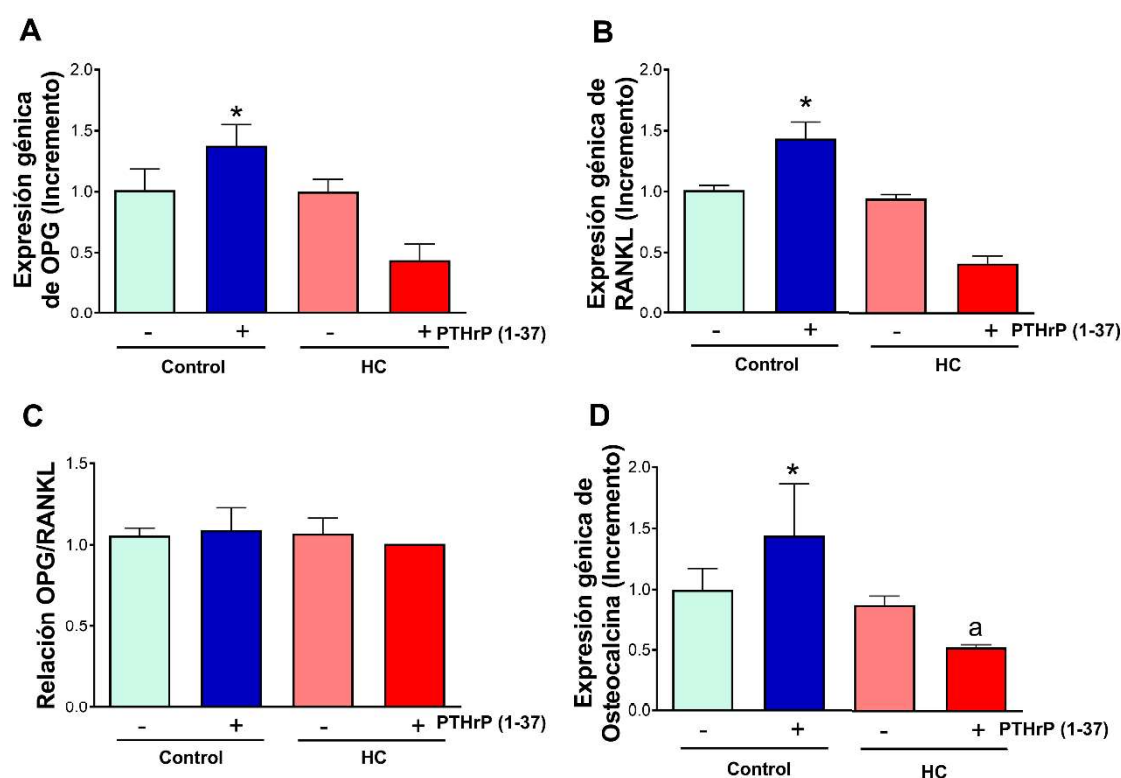 A
Expresión génica
de OPG (Incremento)
2.0
1.5
1.0
0.5
0.0
*
- + - + PTHrP (1-37)
Control HC
B
Expresión génica de
RANKL (Incremento)
2.0
1.5
1.0
0.5
0.0
*
- + - + PTHrP (1-37)
Control HC
C
Relación OPG/RANKL
1.5
1.0
0.5
0.0
- + - + PTHrP (1-37)
Control HC
D
Expresión génica de
Osteocalcina (Incremento)
2.0
1.5
1.0
0.5
0.0
*
a
- + - + PTHrP (1-37)
Control HC